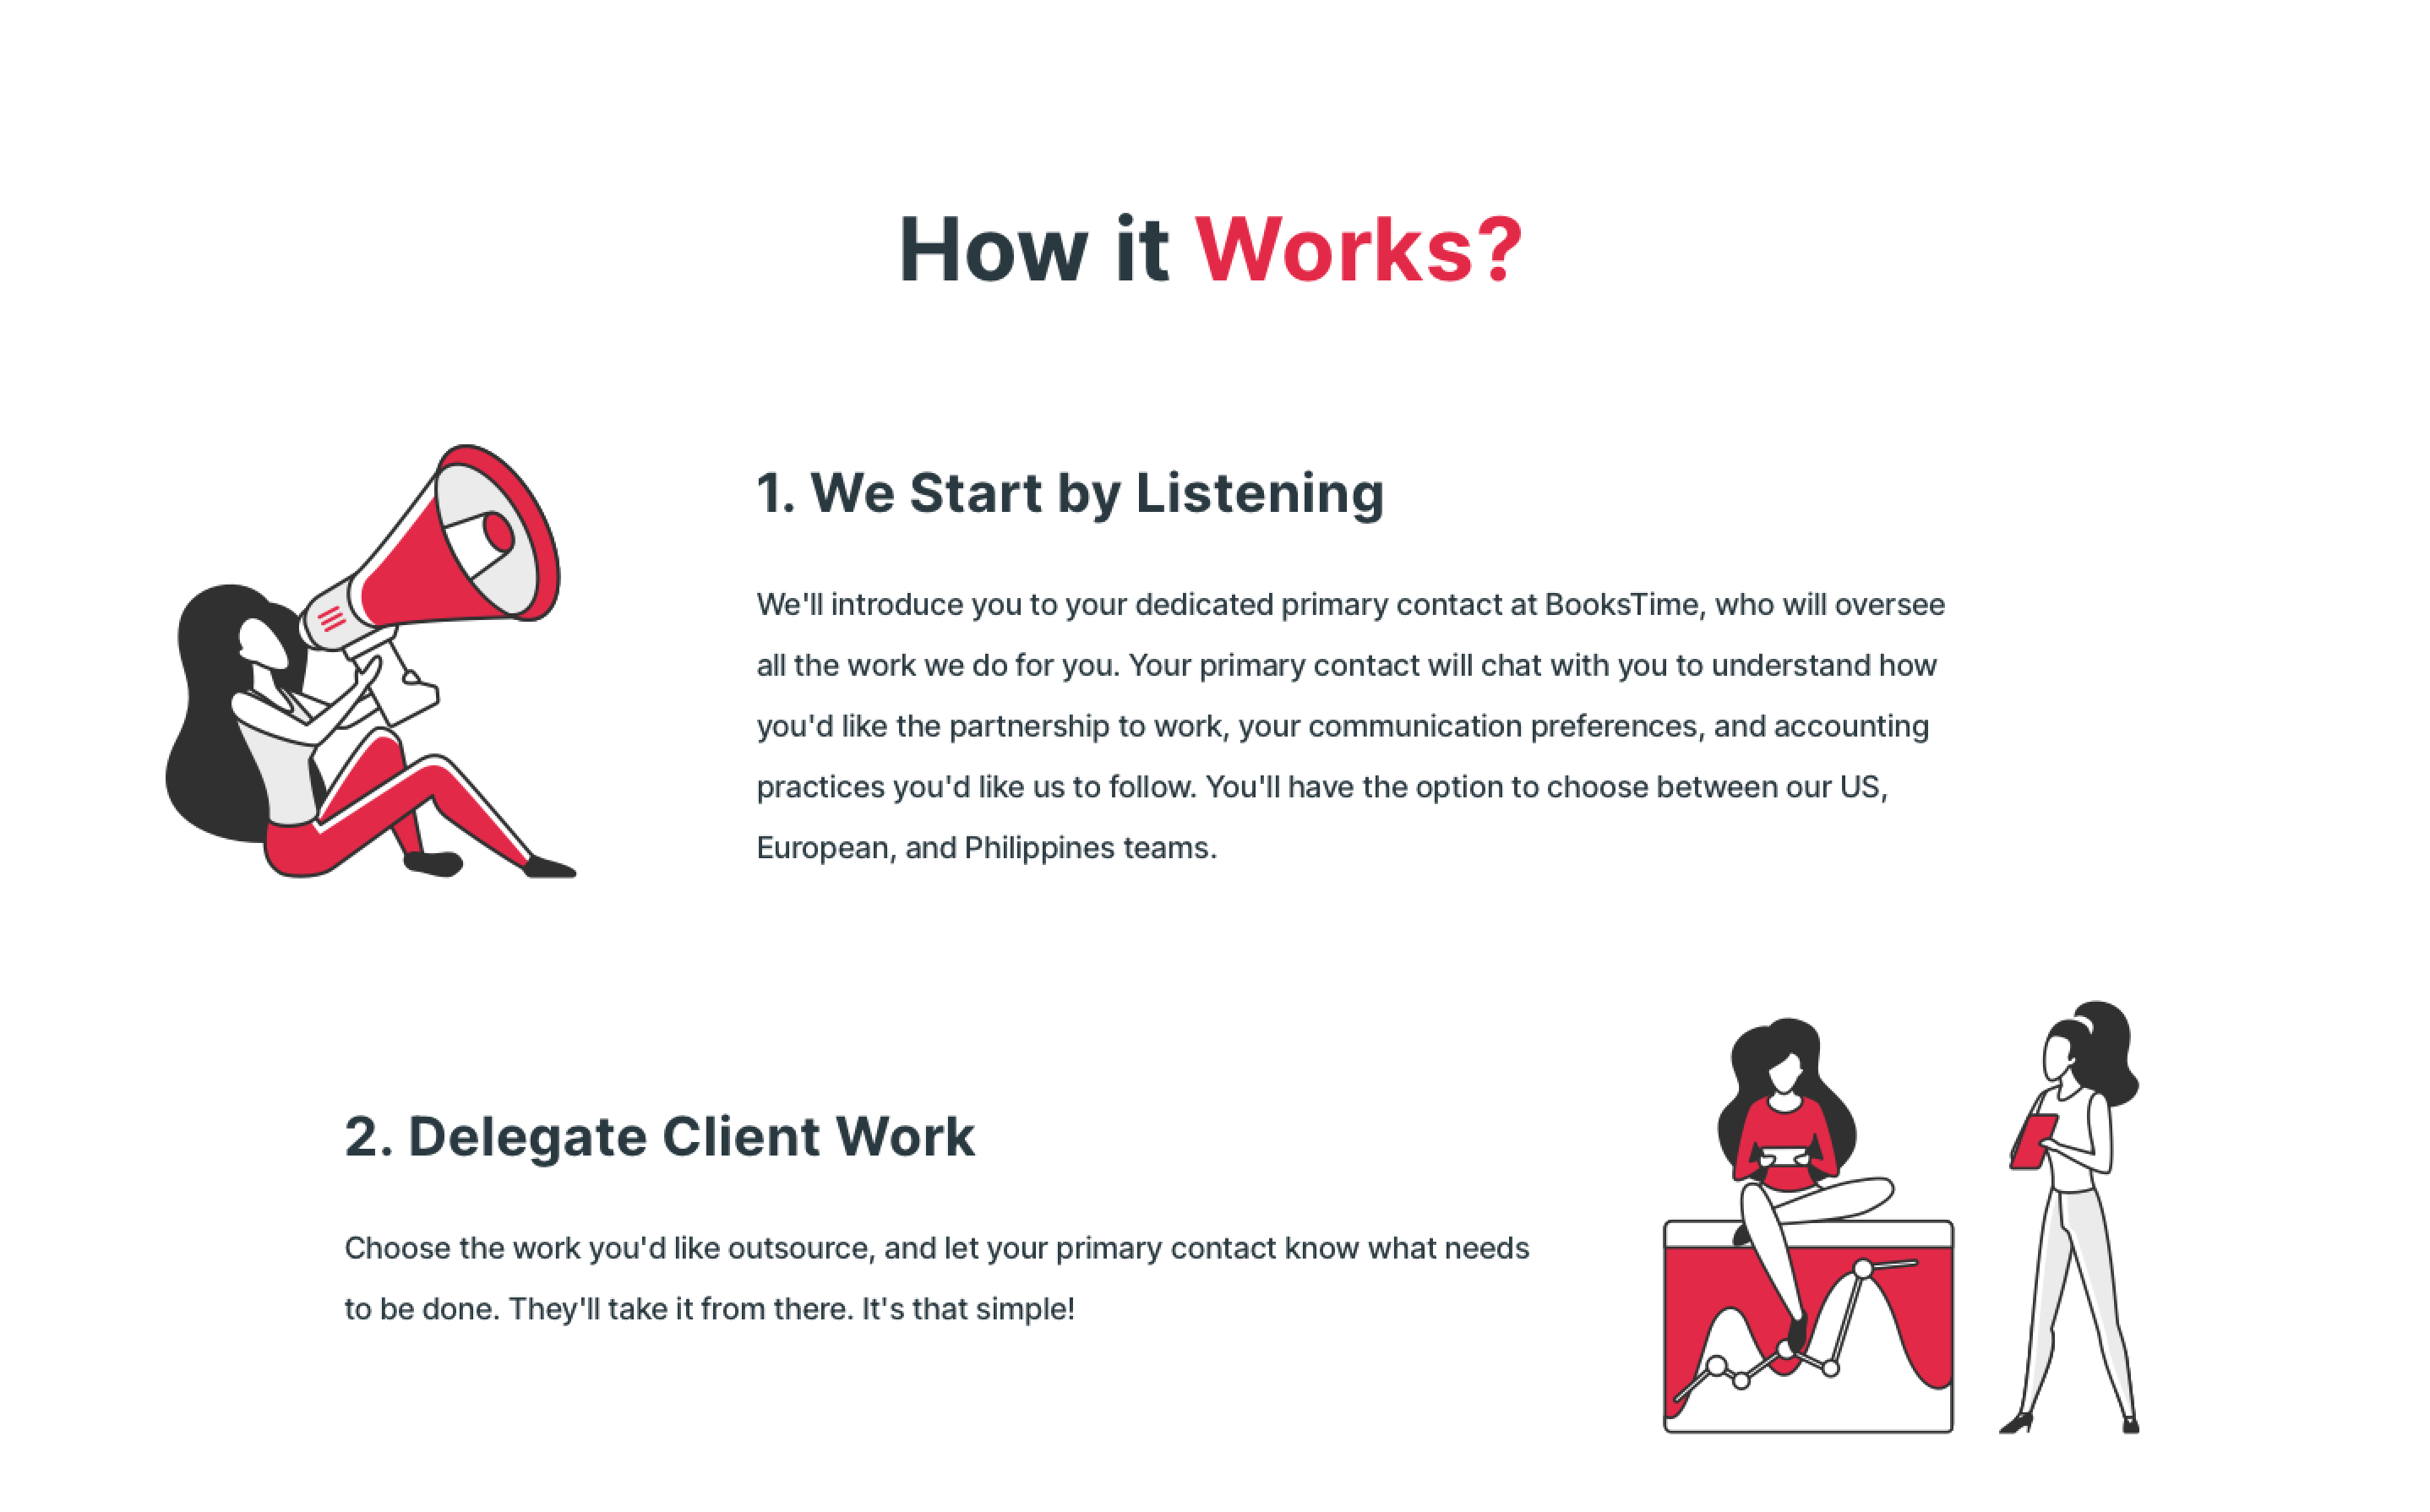 How it Works?
1. We Start by Listening
We'll introduce you to your dedicated primary contact at BooksTime, who will oversee
all the work we do for you. Your primary contact will chat with you to understand how
you'd like the partnership to work, your communication preferences, and accounting
practices you'd like us to follow. You'll have the option to choose between our US,
European, and Philippines teams.
2. Delegate Client Work
Choose the work you'd like outsource, and let your primary contact know what needs
to be done. They'll take it from there. It's that simple!